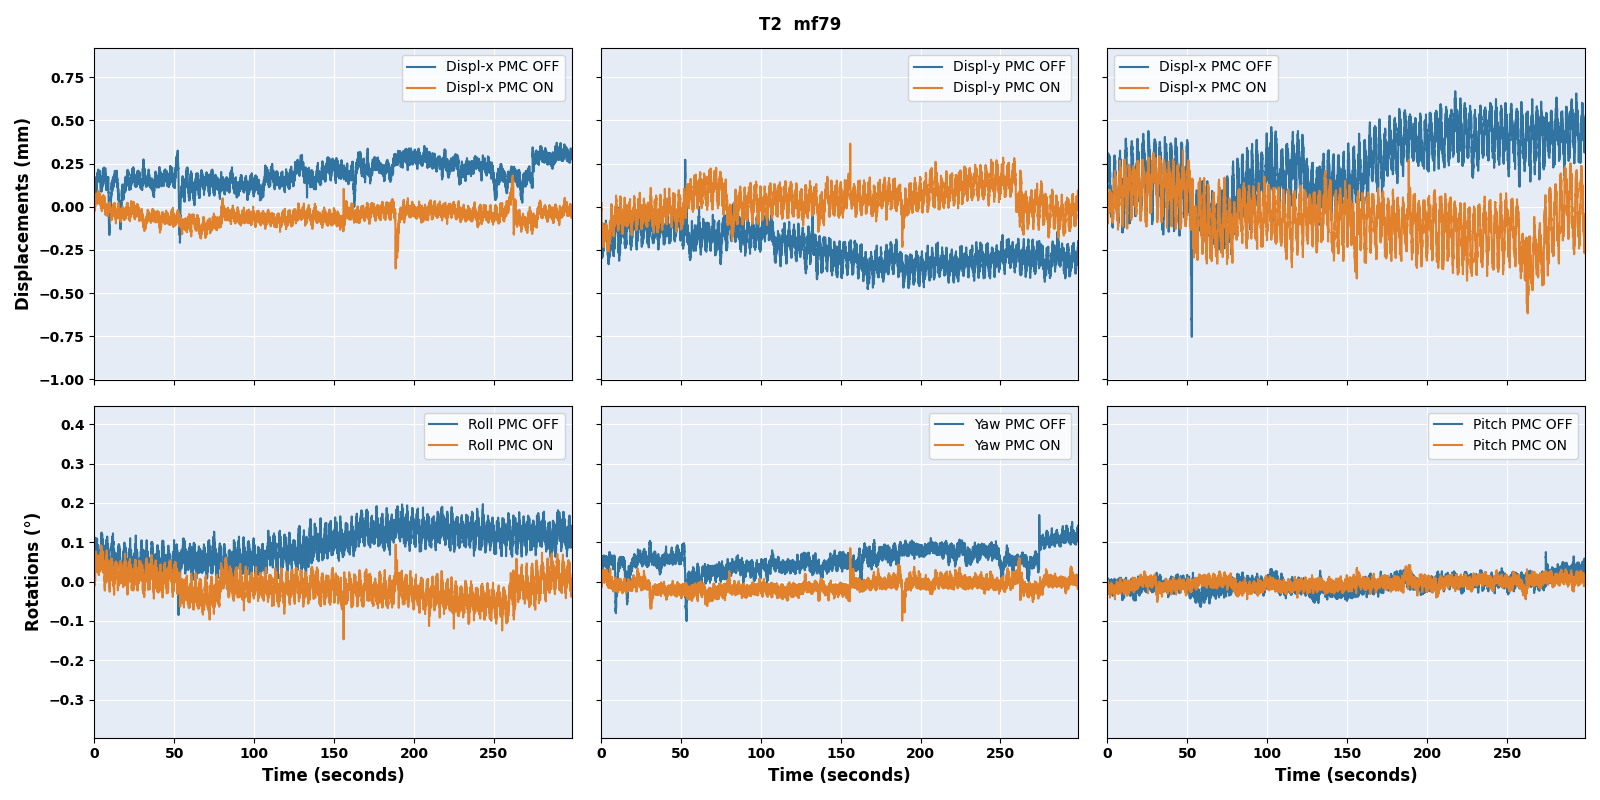 T2 mf79
Displacements (mm)
0.75
0.50
0.25
0.00
−0.25
−0.50
−0.75
−1.00
Displ-x PMC OFF
Displ-x PMC ON
Displ-y PMC OFF
Displ-y PMC ON
Displ-x PMC OFF
Displ-x PMC ON
Rotations (°)
0.4
0.3
0.2
0.1
0.0
−0.1
−0.2
−0.3
Roll PMC OFF
Roll PMC ON
Yaw PMC OFF
Yaw PMC ON
Pitch PMC OFF
Pitch PMC ON
0 50 100 150 200 250
0 50 100 150 200 250
0 50 100 150 200 250
Time (seconds)
Time (seconds)
Time (seconds)